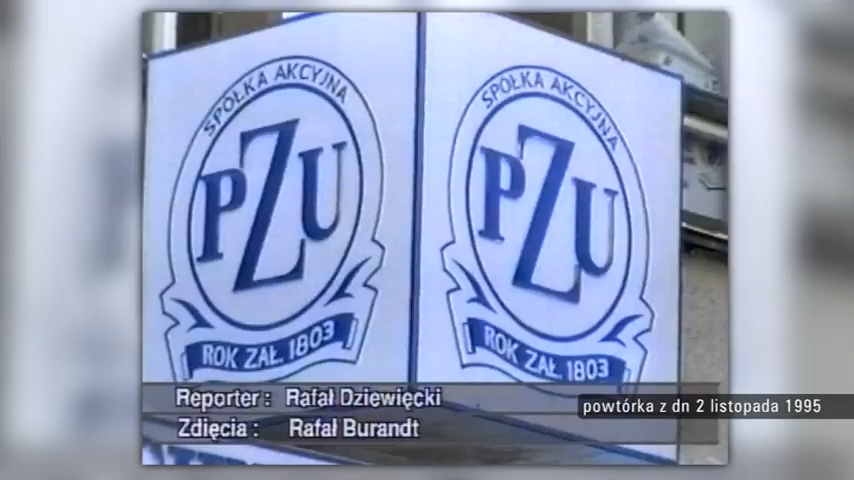 SPÓŁKA AKCYJNA
PZU
ROK ZAŁ. 1803
SPÓŁKA AKCYJNA
PZU
ROK ZAŁ. 1803
Reporter : Rafał Dziewięcki
Zdięcia : Rafał Burandt
powtórka z dn 2 listopada 1995